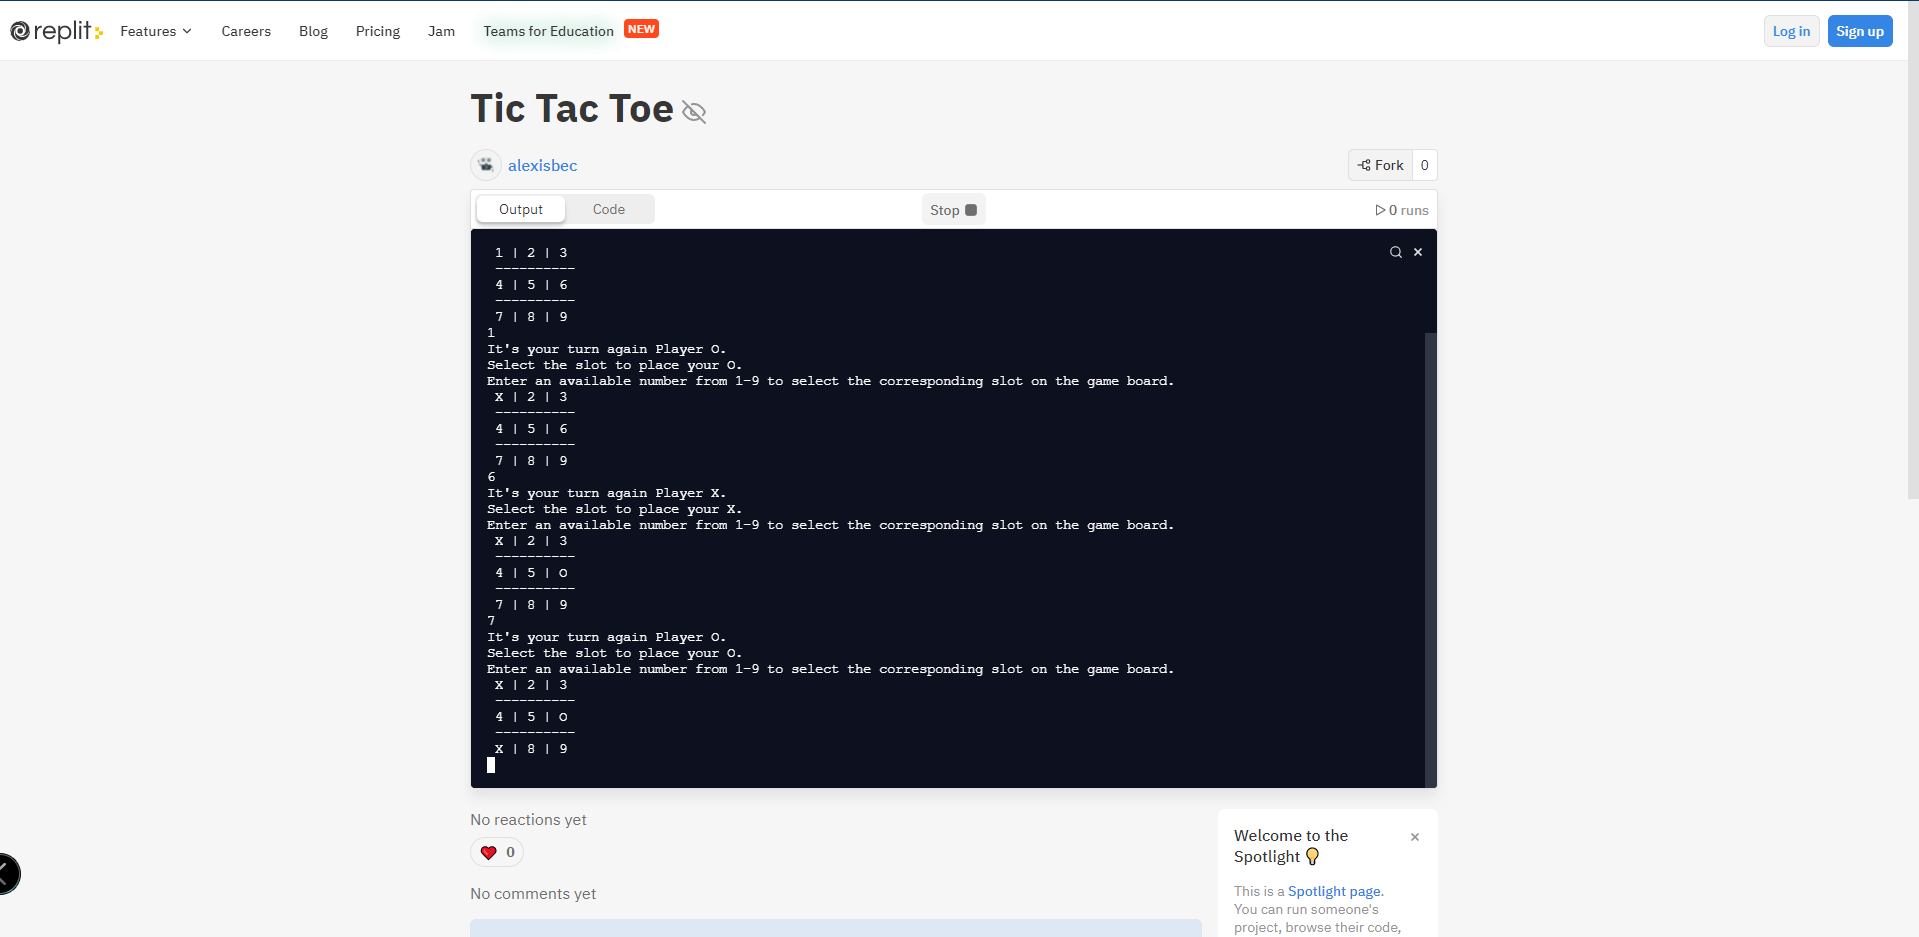 replit Features Careers Blog Pricing Jam Teams for Education NEW Log in Sign up
Tic Tac Toe
alexisbec Fork 0
Output Code Stop 0 runs
1 | 2 | 3
----------
4 | 5 | 6
----------
7 | 8 | 9
1
It's your turn again Player O.
Select the slot to place your O.
Enter an available number from 1-9 to select the corresponding slot on the game board.
X | 2 | 3
----------
4 | 5 | 6
----------
7 | 8 | 9
6
It's your turn again Player X.
Select the slot to place your X.
Enter an available number from 1-9 to select the corresponding slot on the game board.
X | 2 | 3
----------
4 | 5 | O
----------
7 | 8 | 9
7
It's your turn again Player O.
Select the slot to place your O.
Enter an available number from 1-9 to select the corresponding slot on the game board.
X | 2 | 3
----------
4 | 5 | O
----------
X | 8 | 9
No reactions yet
0
No comments yet
Welcome to the
Spotlight
This is a Spotlight page.
You can run someone's
project, browse their code,